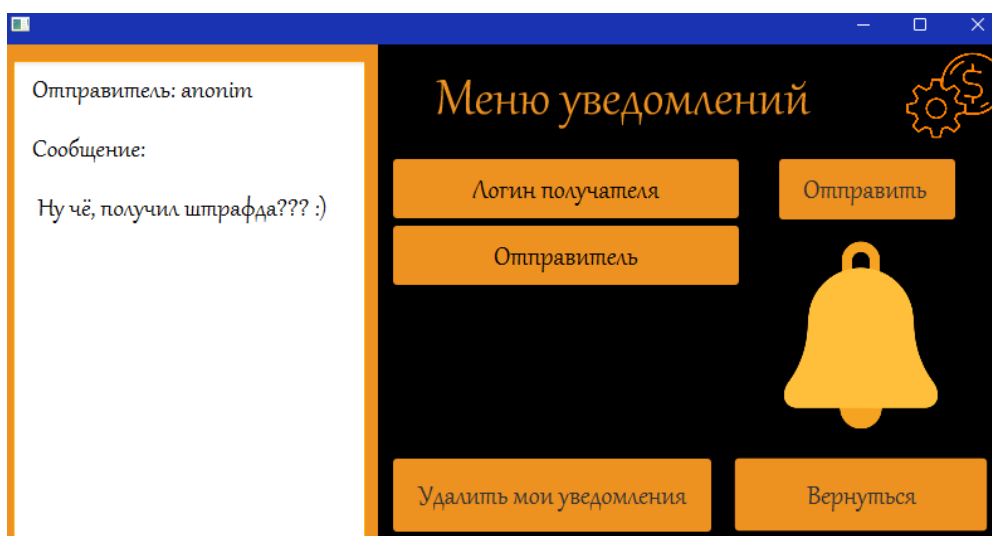 Отправитель: anonim
Сообщение:
Ну чё, получил штрафда??? :)
Меню уведомлений
Логин получателя
Отправить
Отправитель
Удалить мои уведомления
Вернуться